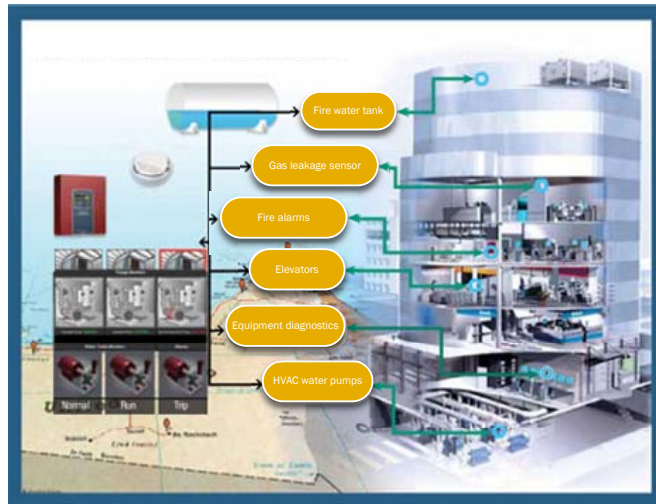 Fire water tank
Gas leakage sensor
Fire alarms
Elevators
Equipment diagnostics
HVAC water pumps
Normal
Run
Trip